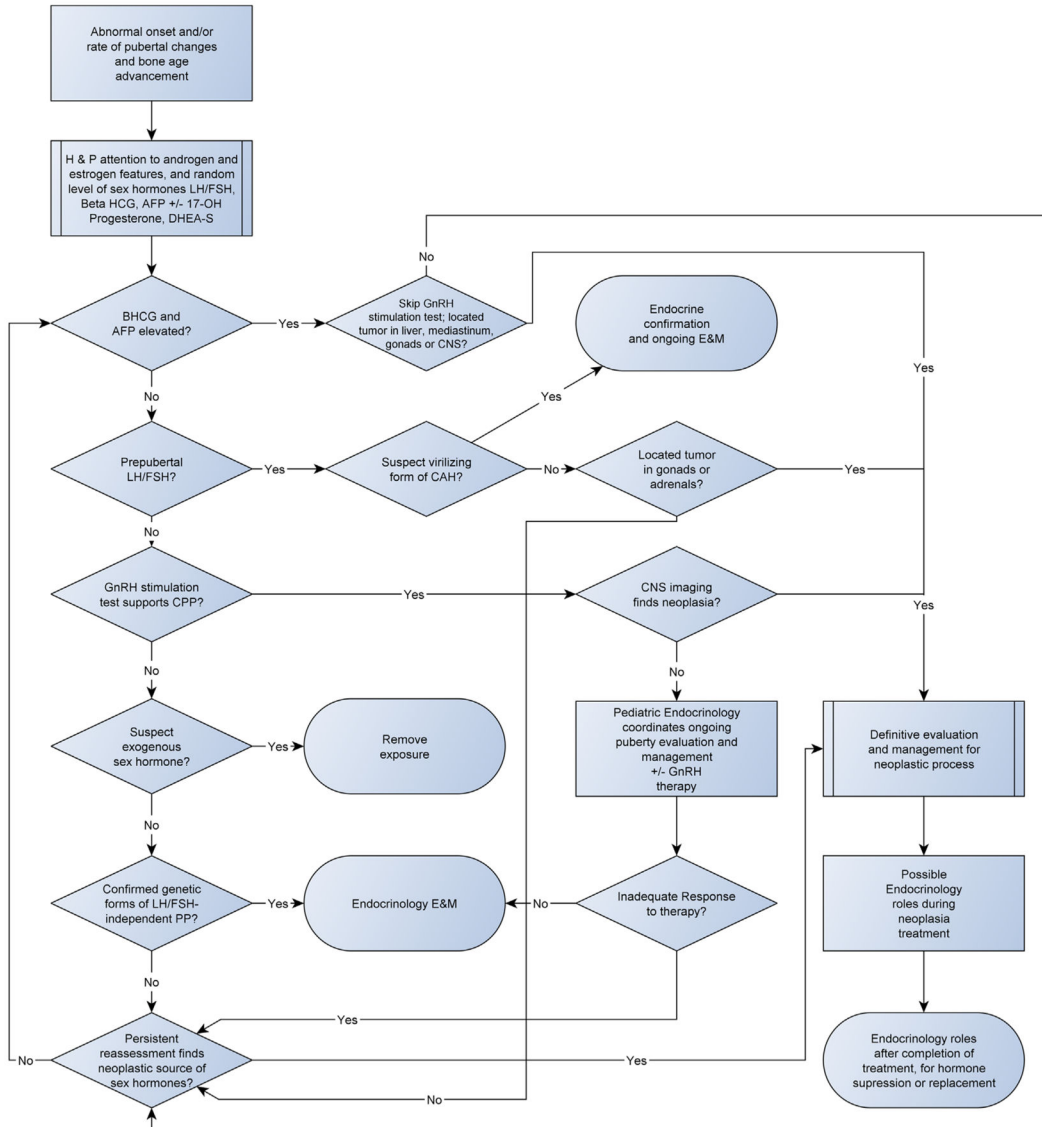 Abnormal onset and/or
rate of pubertal changes
and bone age
advancement
H & P attention to androgen and
estrogen features, and random
level of sex hormones LH/FSH,
Beta HCG, AFP +/- 17-OH
Progesterone, DHEA-S
No
No
BHCG and
AFP elevated?
Yes
Skip GnRH
stimulation test; located
tumor in liver, mediastinum,
gonads or CNS?
Endocrine
confirmation
and ongoing E&M
Yes
No
Yes
Prepubertal
LH/FSH?
Yes
Suspect virilizing
form of CAH?
No
Located tumor
in gonads or
adrenals?
Yes
No
GnRH stimulation
test supports CPP?
Yes
CNS imaging
finds neoplasia?
Yes
No
No
Suspect
exogenous
sex hormone?
Yes
Remove
exposure
Pediatric Endocrinology
coordinates ongoing
puberty evaluation and
management
+/- GnRH
therapy
Definitive evaluation
and management for
neoplastic process
No
Confirmed genetic
forms of LH/FSH-
independent PP?
Yes
Endocrinology E&M
No
Inadequate Response
to therapy?
Possible
Endocrinology
roles during
neoplasia
treatment
No
Yes
No
Persistent
reassessment finds
neoplastic source of
sex hormones?
Yes
No
Endocrinology roles
after completion of
treatment, for hormone
supression or replacement